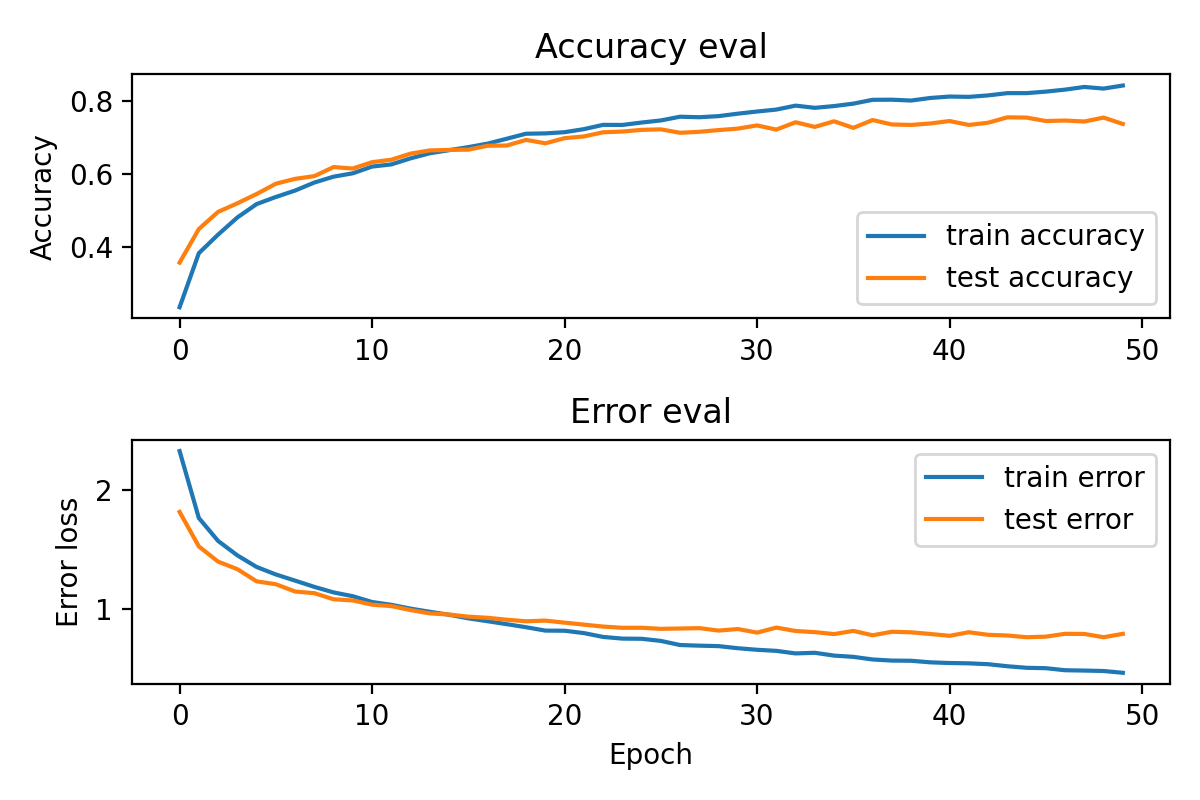 Accuracy eval
Accuracy
0.8
0.6
0.4
train accuracy
test accuracy
0 10 20 30 40 50
Error eval
Error loss
2
1
train error
test error
0 10 20 30 40 50
Epoch